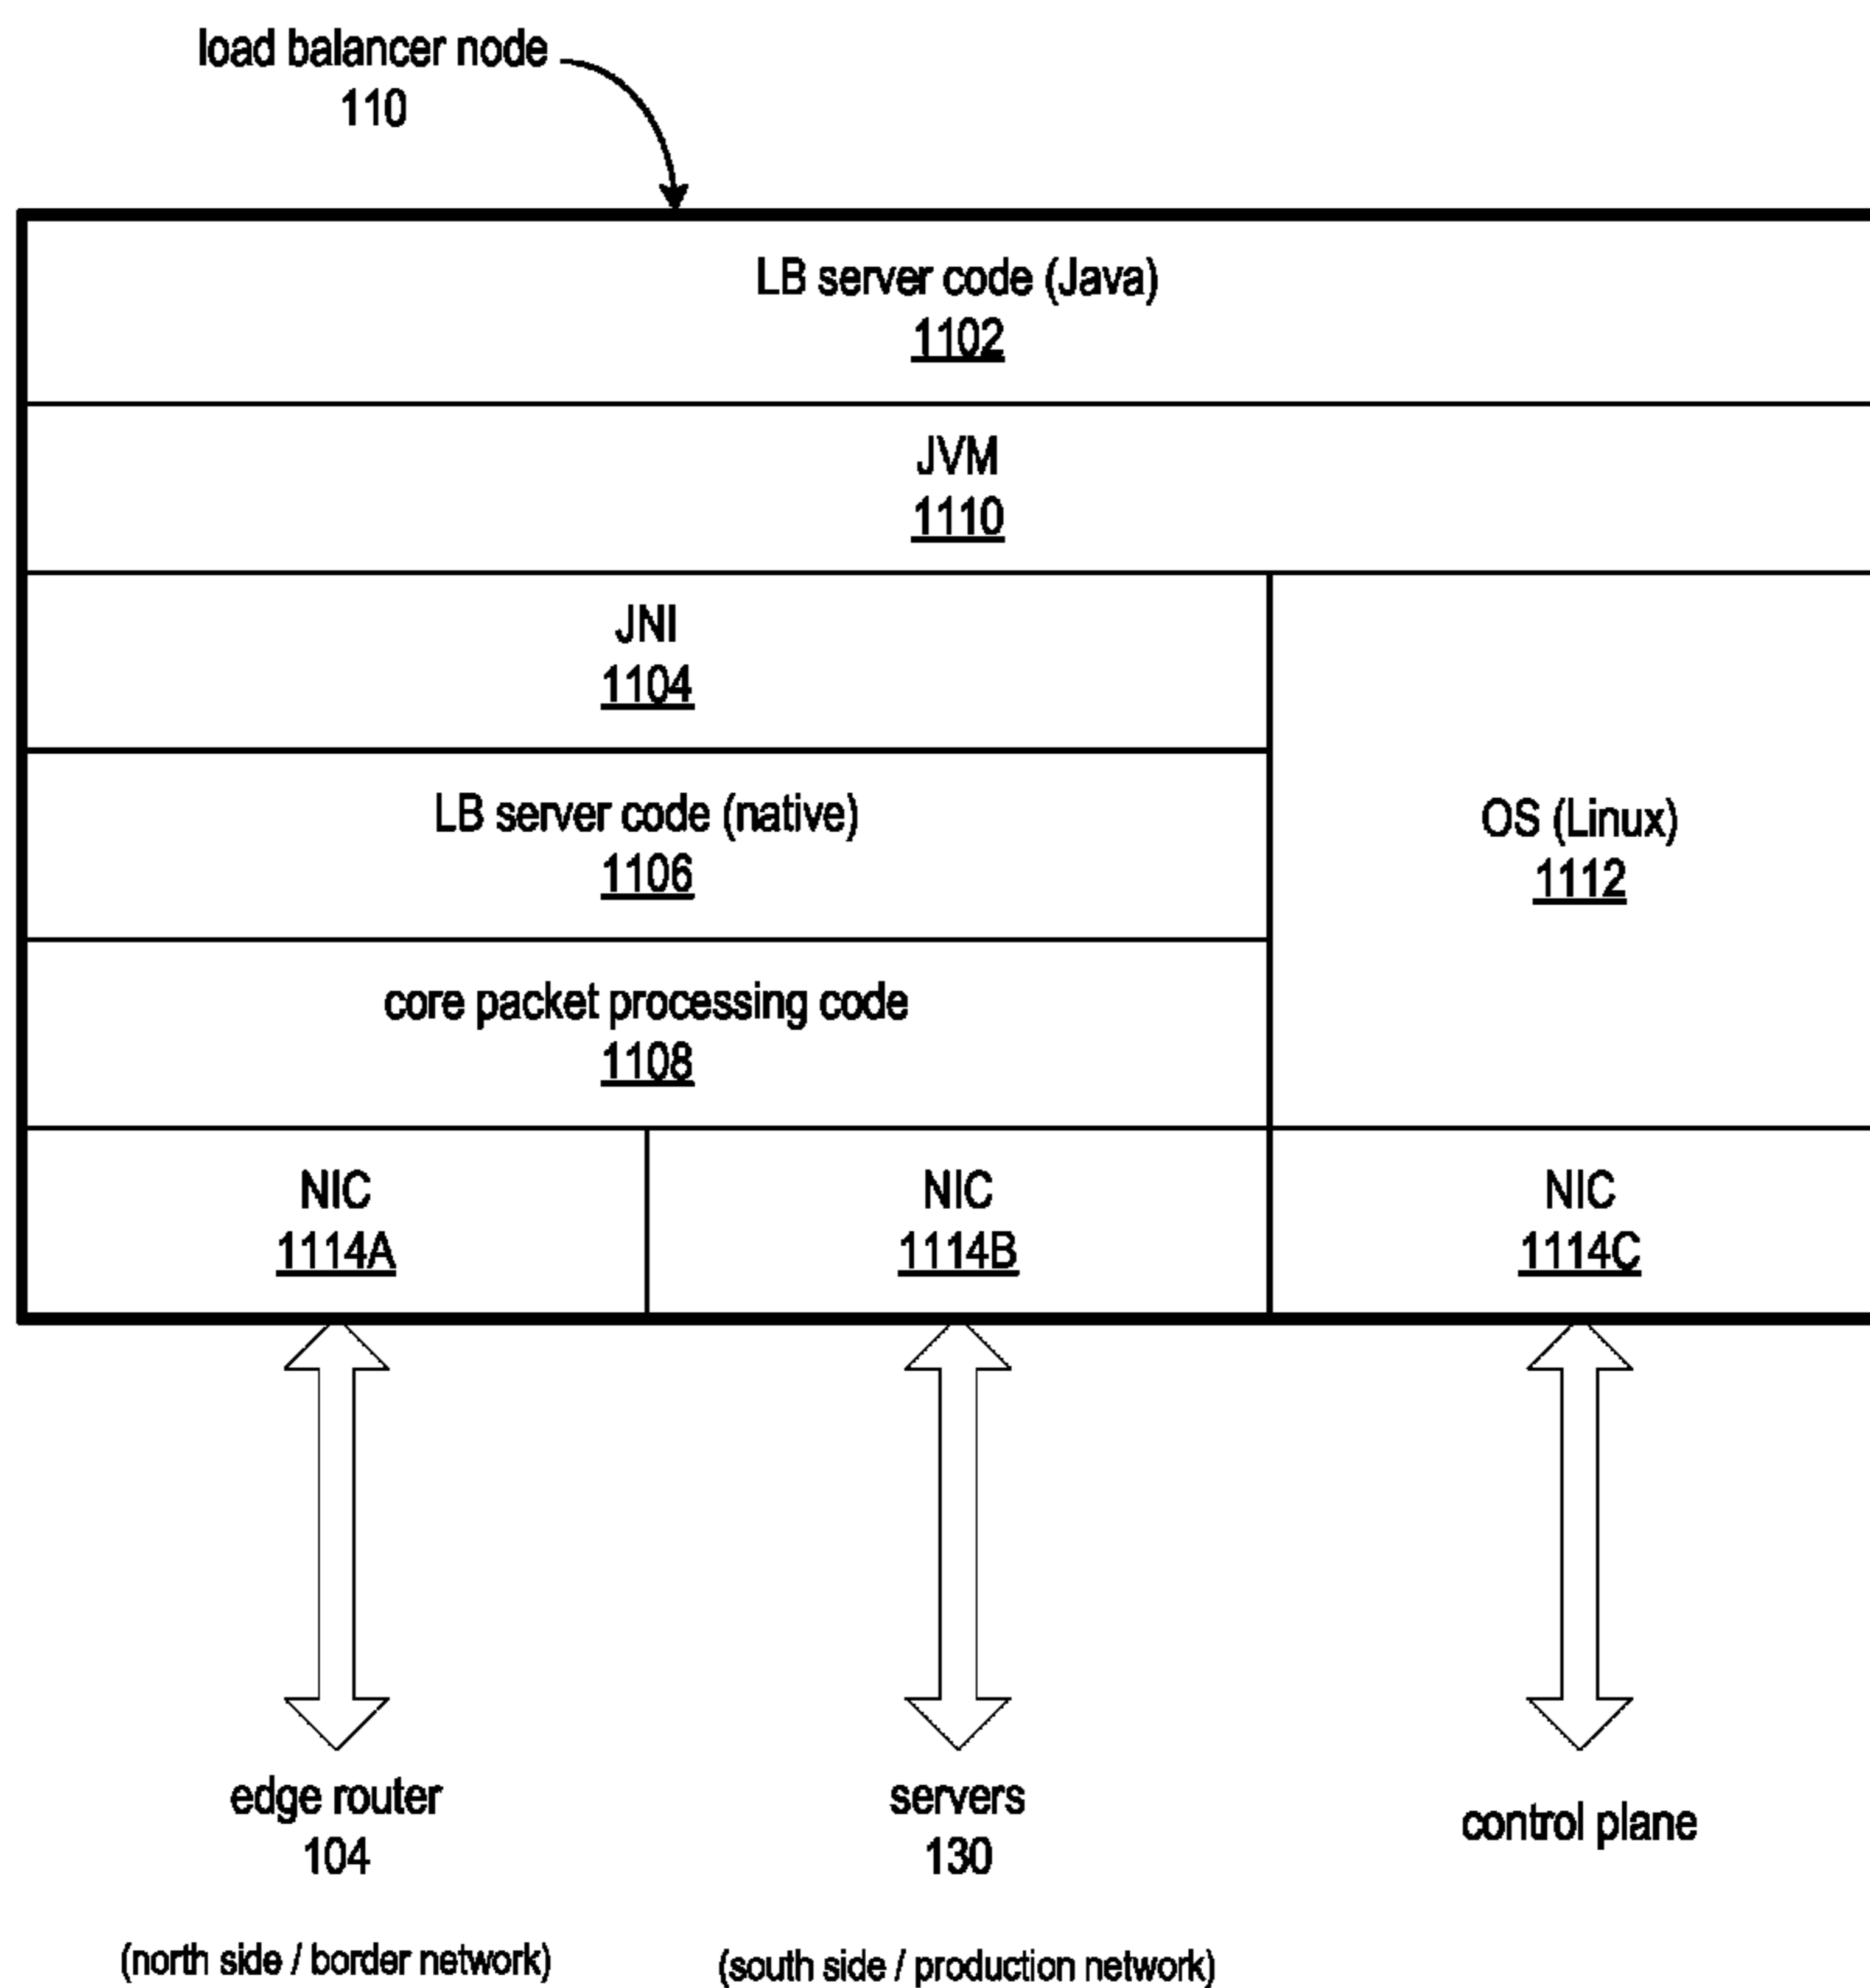 load balancer node
110
LB server code (Java)
1102
JVM
1110
JNI
1104
LB server code (native)
1106
OS (Linux)
1112
core packet processing code
1108
NIC
1114A
NIC
1114B
NIC
1114C
edge router
104
servers
130
control plane
(north side / border network)
(south side / production network)